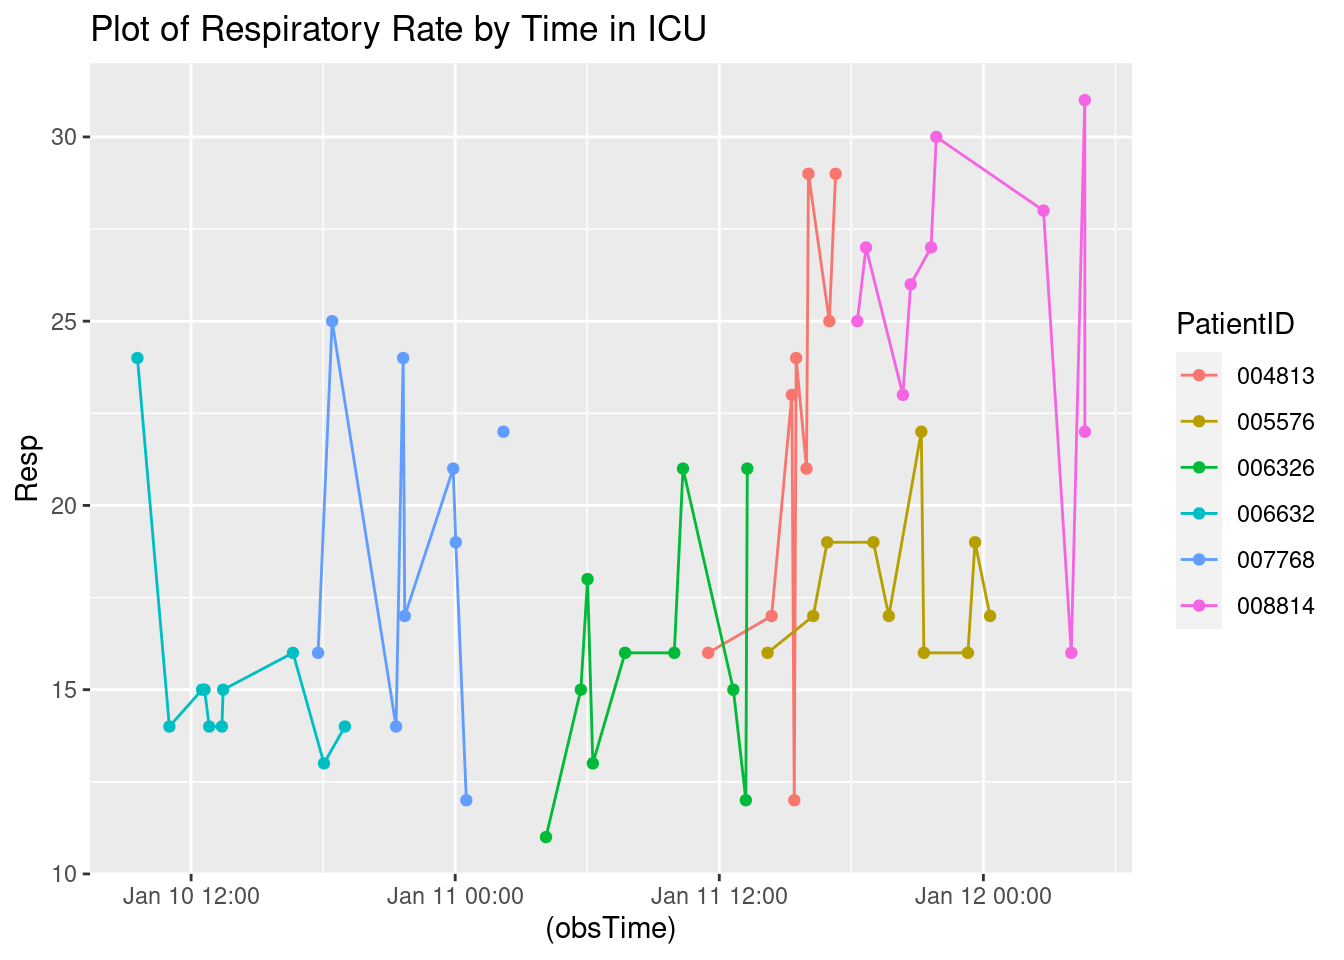 Plot of Respiratory Rate by Time in ICU
Resp
30
25
20
15
10
Jan 10 12:00
Jan 11 00:00
Jan 11 12:00
Jan 12 00:00
(obsTime)
PatientID
004813
005576
006326
006632
007768
008814